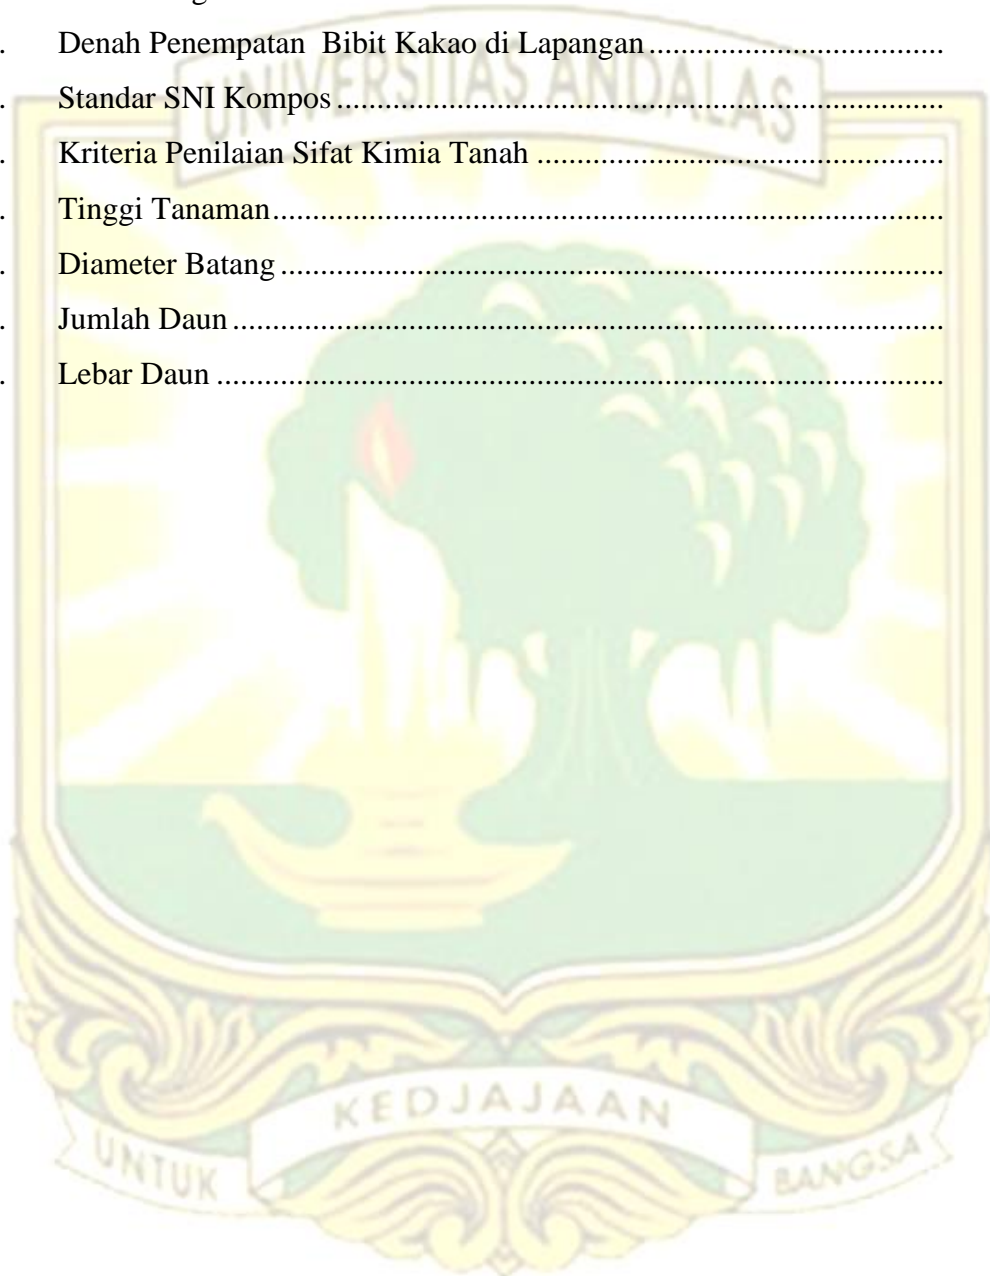 . Denah Penempatan Bibit Kakao di Lapangan
. Standar SNI Kompos
. Kriteria Penilaian Sifat Kimia Tanah
. Tinggi Tanaman
. Diameter Batang
. Jumlah Daun
. Lebar Daun
UNIVERSITAS ANDALAS
UNTUK KEDJAJAAN BANGSA